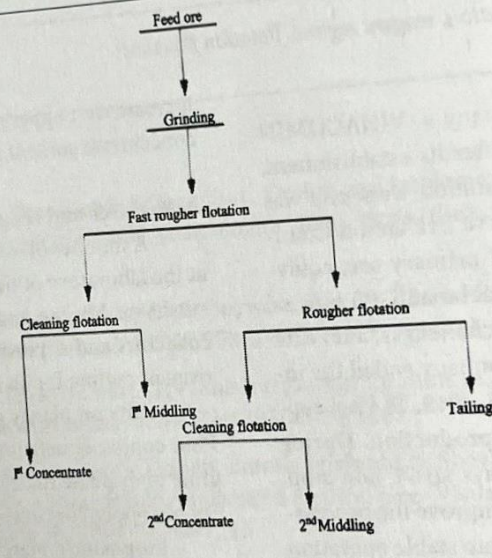 Feed ore
Grinding
Fast rougher flotation
Cleaning flotation
Rougher flotation
1st Middling
Tailing
Cleaning flotation
1st Concentrate
2nd Concentrate
2nd Middling